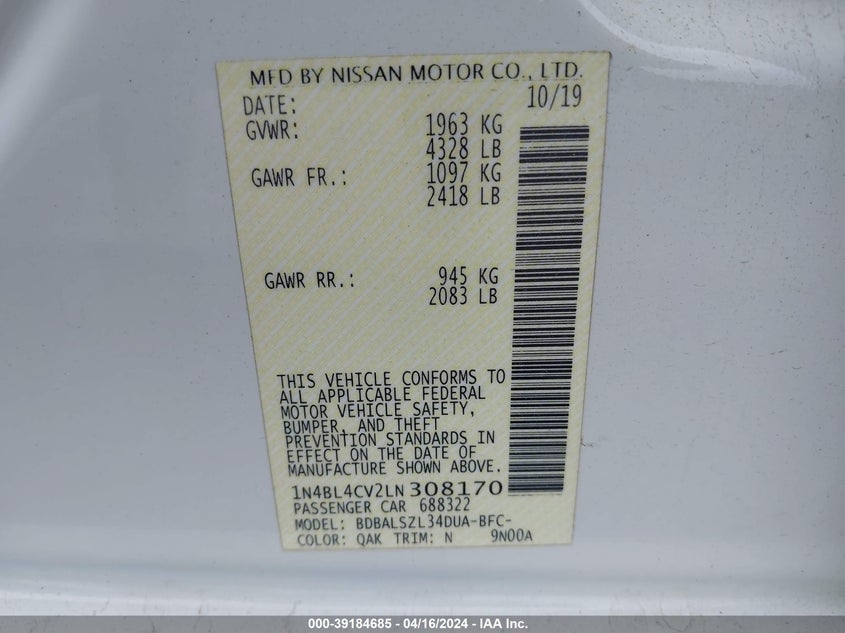 MFD BY NISSAN MOTOR CO., LTD.
DATE: 10/19
GVWR: 1963 KG
4328 LB
GAWR FR.: 1097 KG
2418 LB
GAWR RR.: 945 KG
2083 LB
THIS VEHICLE CONFORMS TO
ALL APPLICABLE FEDERAL
MOTOR VEHICLE SAFETY,
BUMPER, AND THEFT
PREVENTION STANDARDS IN
EFFECT ON THE DATE OF
MANUFACTURE SHOWN ABOVE.
1N4BL4CV2LN308170
PASSENGER CAR 688322
MODEL: BDBALSZL34DUA-BFC-
COLOR: QAK TRIM: N 9N00A
000-39184685 - 04/16/2024 - IAA Inc.